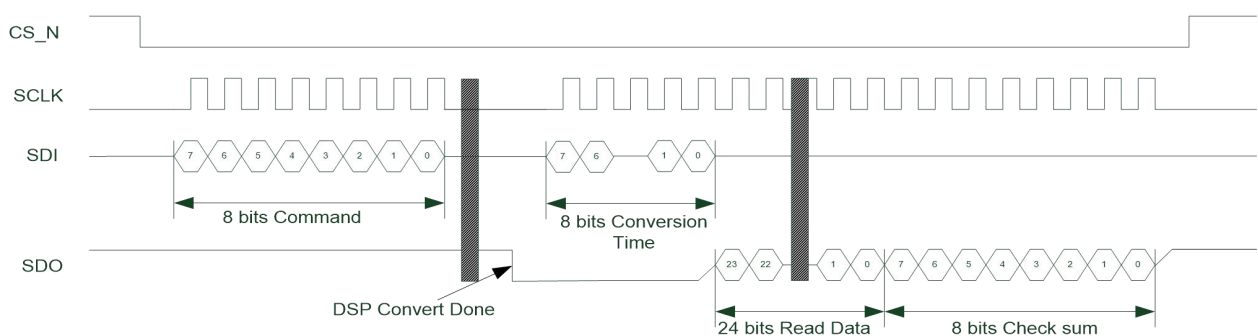 CS_N
SCLK
SDI
7 6 5 4 3 2 1 0
7 6 1 0
8 bits Command
8 bits Conversion
Time
SDO
23 22 1 0
7 6 5 4 3 2 1 0
DSP Convert Done
24 bits Read Data
8 bits Check sum